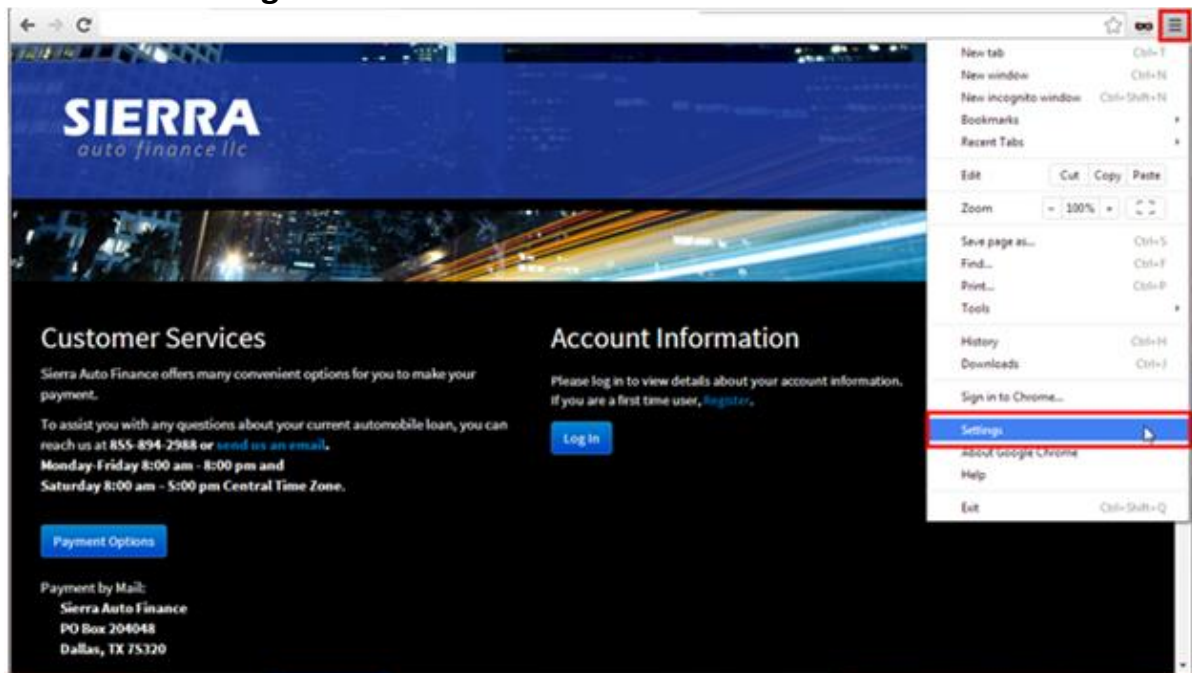 SIERRA
auto finance llc
Customer Services
Sierra Auto Finance offers many convenient options for you to make your
payment.
To assist you with any questions about your current automobile loan, you can
reach us at 855-894-2988 or send us an email.
Monday-Friday 8:00 am - 8:00 pm and
Saturday 8:00 am - 5:00 pm Central Time Zone.
Payment Options
Payment by Mail:
Sierra Auto Finance
PO Box 204048
Dallas, TX 75320
Account Information
Please log in to view details about your account information.
If you are a first time user, Register.
Log In
New tab Ctrl+T
New window Ctrl+N
New incognito window Ctrl+Shift+N
Bookmarks
Recent Tabs
Edit Cut Copy Paste
Zoom - 100% +
Save page as... Ctrl+S
Find... Ctrl+F
Print... Ctrl+P
Tools
History Ctrl+H
Downloads Ctrl+J
Sign in to Chrome...
Settings
About Google Chrome
Help
Exit Ctrl+Shift+Q